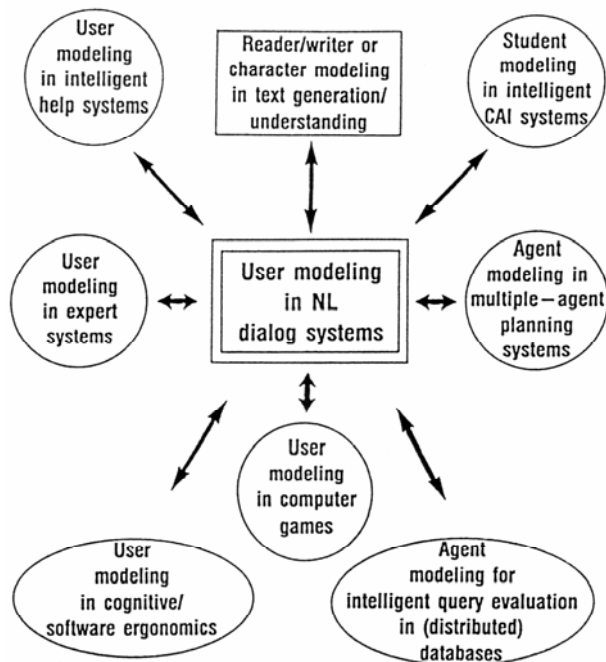 User
modeling
in intelligent
help systems
Reader/writer or
character modeling
in text generation/
understanding
Student
modeling
in intelligent
CAI systems
User
modeling
in expert
systems
User modeling
in NL
dialog systems
Agent
modeling in
multiple–agent
planning
systems
User
modeling
in computer
games
User
modeling
in cognitive/
software ergonomics
Agent
modeling for
intelligent query evaluation
in (distributed)
databases